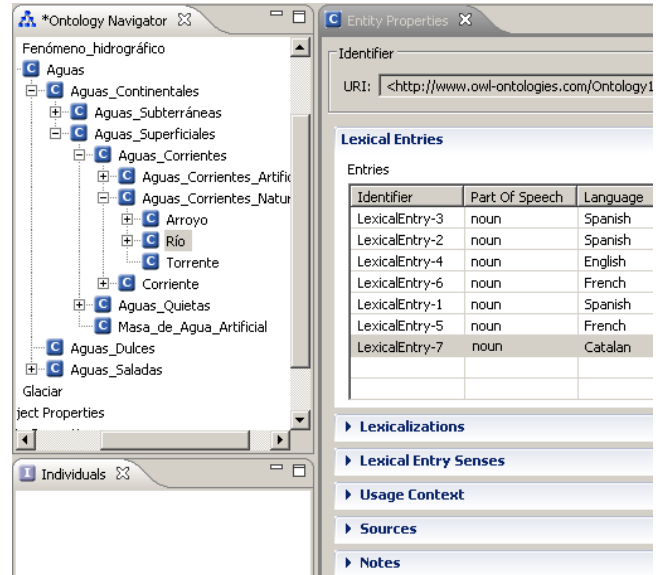 *Ontology Navigator
Fenómeno_hidrográfico
Aguas
Aguas_Continentales
Aguas_Subterráneas
Aguas_Superficiales
Aguas_Corrientes
Aguas_Corrientes_Artific
Aguas_Corrientes_Natur
Arroyo
Río
Torrente
Corriente
Aguas_Quietas
Masa_de_Agua_Artificial
Aguas_Dulces
Aguas_Saladas
Glaciar
ject Properties
Individuals
Entity Properties
Identifier
URI: <http://www.owl-ontologies.com/Ontology1
Lexical Entries
Entries
Identifier Part Of Speech Language
LexicalEntry-3 noun Spanish
LexicalEntry-2 noun Spanish
LexicalEntry-4 noun English
LexicalEntry-6 noun French
LexicalEntry-1 noun Spanish
LexicalEntry-5 noun French
LexicalEntry-7 noun Catalan
Lexicalizations
Lexical Entry Senses
Usage Context
Sources
Notes